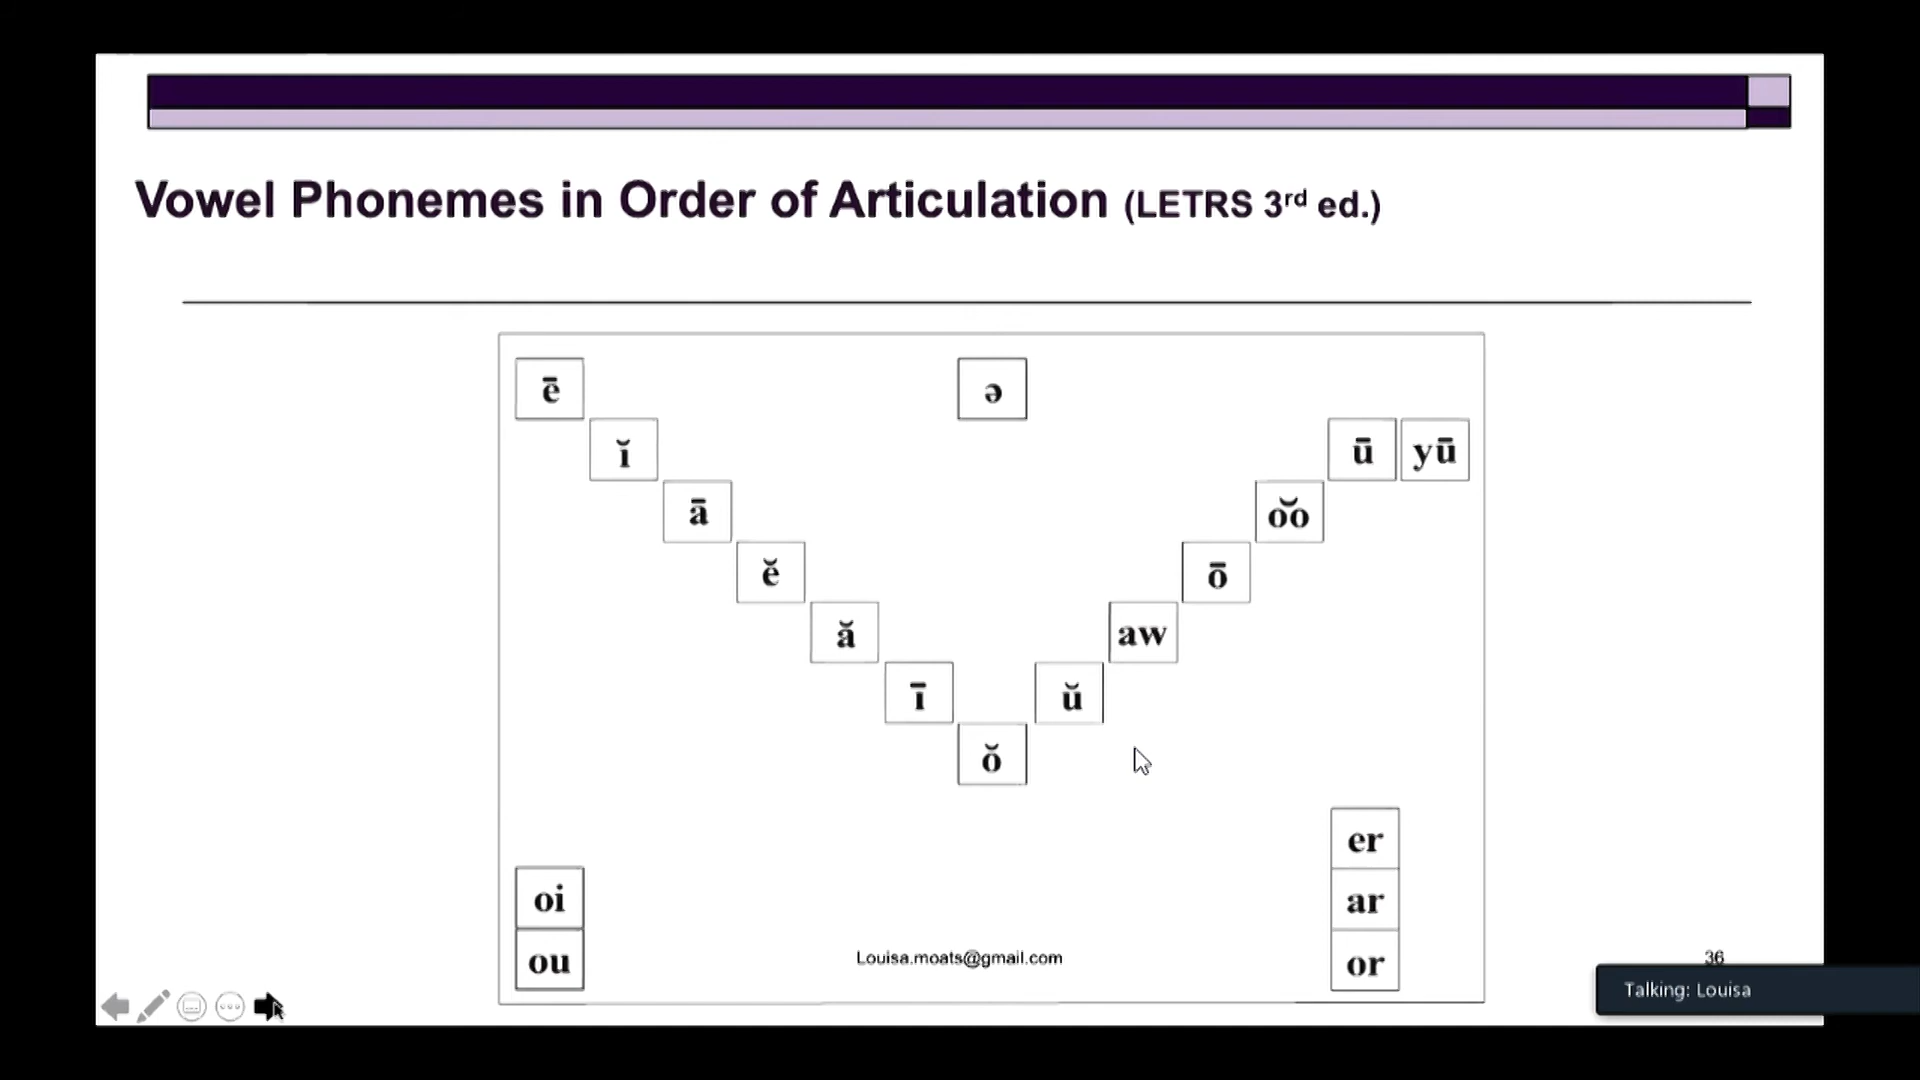 Vowel Phonemes in Order of Articulation (LETRS 3rd ed.)
ē
ə
ĭ
ū yū
ā
o͝o
ĕ
ō
ă
aw
ī
ŭ
ŏ
er
oi
ar
ou
or
Louisa.moats@gmail.com
36
Talking: Louisa